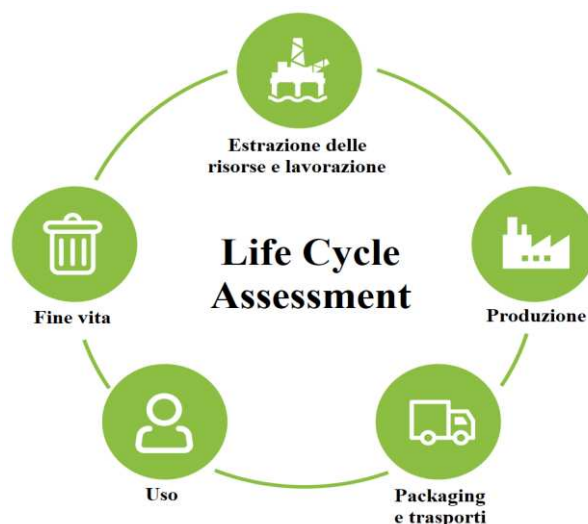 Estrazione delle
risorse e lavorazione
Life Cycle
Assessment
Fine vita
Produzione
Uso
Packaging
e trasporti